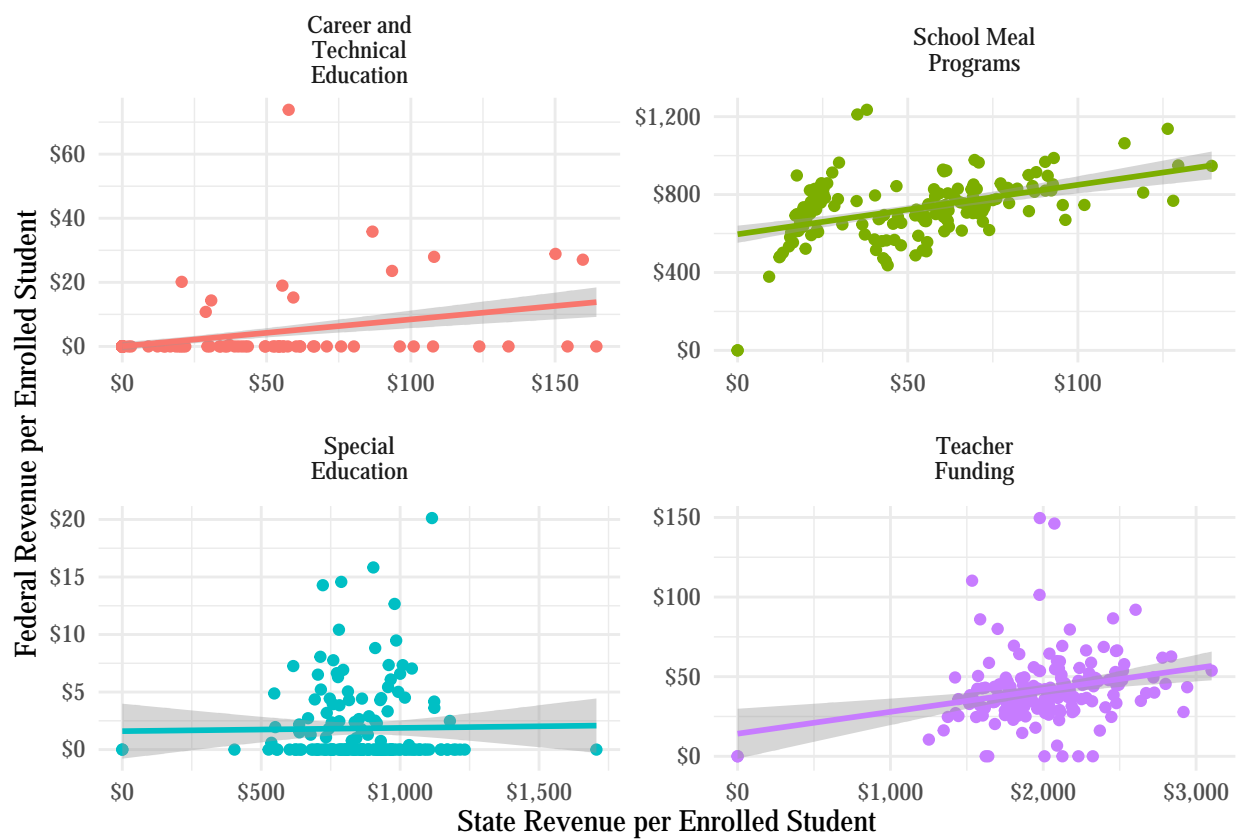 Career and
Technical
Education
School Meal
Programs
$60
$40
$20
$0
$0 $50 $100 $150
$1,200
$800
$400
$0
$0 $50 $100
Federal Revenue per Enrolled Student
Special
Education
Teacher
Funding
$20
$15
$10
$5
$0
$0 $500 $1,000 $1,500
$150
$100
$50
$0
$0 $1,000 $2,000 $3,000
State Revenue per Enrolled Student